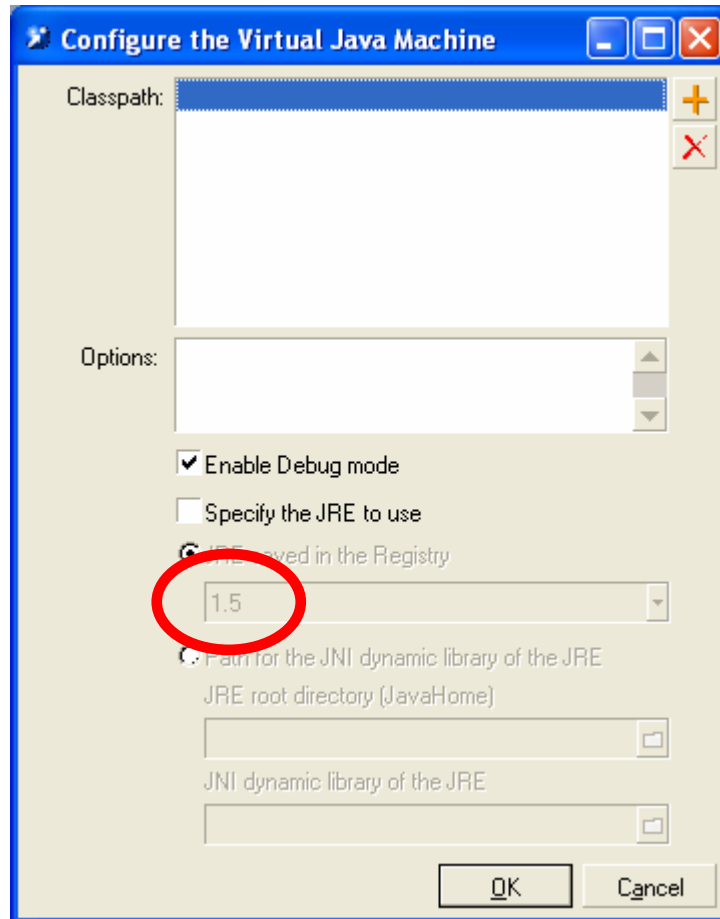 Configure the Virtual Java Machine
Classpath:
Options:
Enable Debug mode
Specify the JRE to use
JRE saved in the Registry
1.5
Path for the JNI dynamic library of the JRE
JRE root directory (JavaHome)
JNI dynamic library of the JRE
OK Cancel